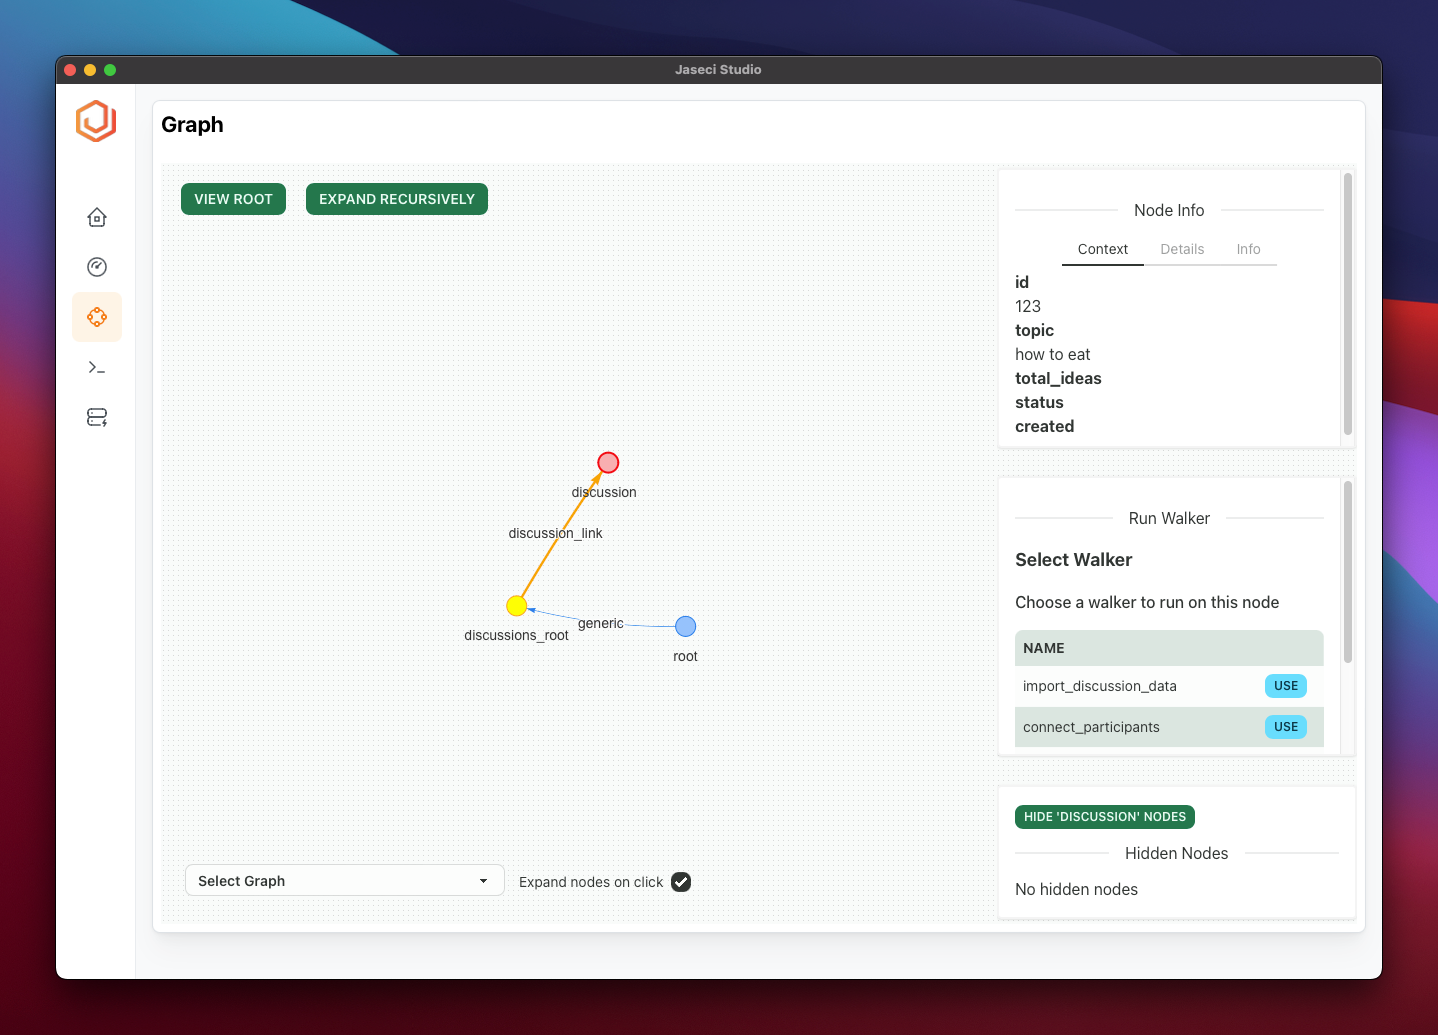 Jaseci Studio
Graph
VIEW ROOT
EXPAND RECURSIVELY
discussion
discussion_link
generic
discussions_root
root
Select Graph
Expand nodes on click
Node Info
Context Details Info
id
123
topic
how to eat
total_ideas
status
created
Run Walker
Select Walker
Choose a walker to run on this node
NAME
import_discussion_data USE
connect_participants USE
HIDE 'DISCUSSION' NODES
Hidden Nodes
No hidden nodes